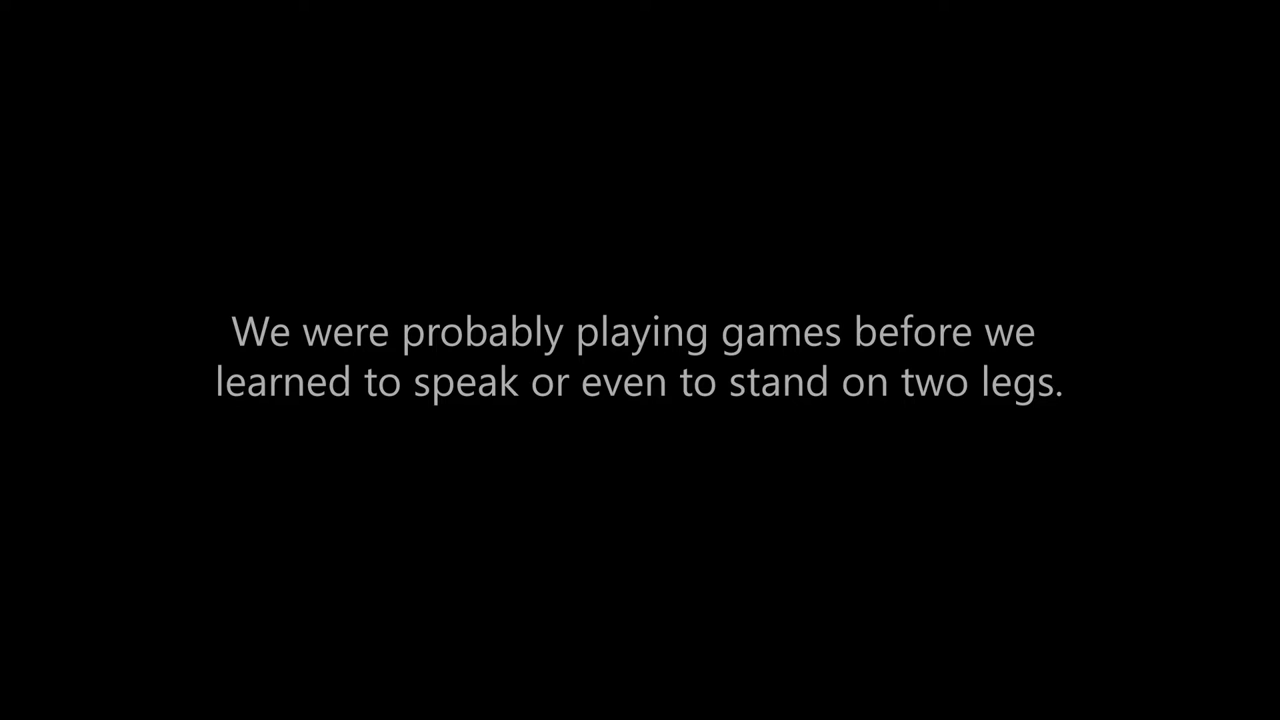 We were probably playing games before we
learned to speak or even to stand on two legs.